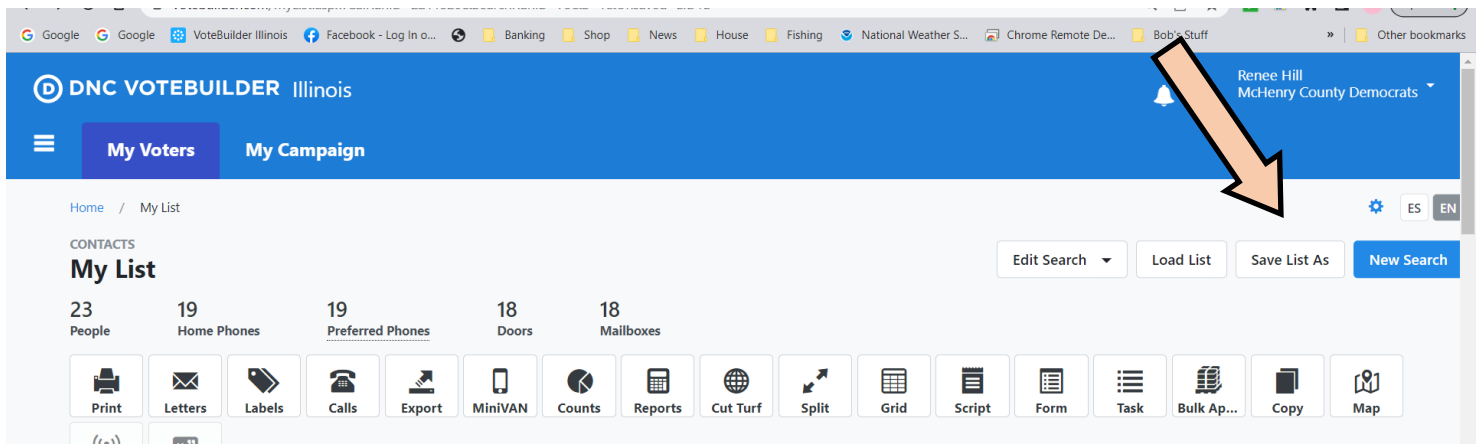 Google Google VoteBuilder Illinois Facebook - Log In o... Banking Shop News House Fishing National Weather S... Chrome Remote De... Bob's Stuff » Other bookmarks
DNC VOTEBUILDER Illinois
Renee Hill
McHenry County Democrats
My Voters My Campaign
Home / My List
ES EN
CONTACTS
My List
Edit Search Load List Save List As New Search
23 19 19 18 18
People Home Phones Preferred Phones Doors Mailboxes
Print Letters Labels Calls Export MiniVAN Counts Reports Cut Turf Split Grid Script Form Task Bulk Ap... Copy Map